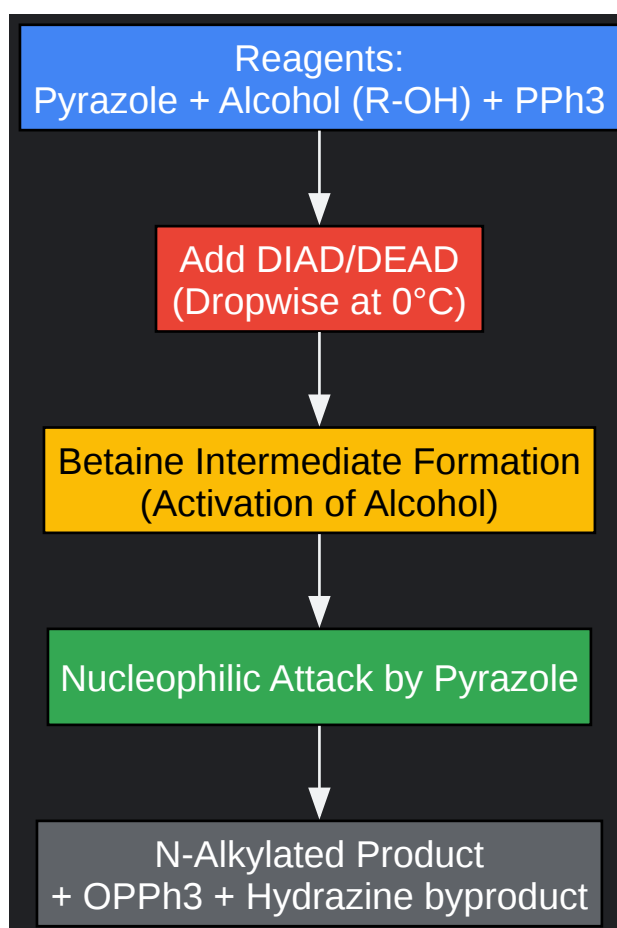 Reagents:
Pyrazole + Alcohol (R-OH) + PPh3
Add DIAD/DEAD
(Dropwise at 0°C)
Betaine Intermediate Formation
(Activation of Alcohol)
Nucleophilic Attack by Pyrazole
N-Alkylated Product
+ OPPh3 + Hydrazine byproduct